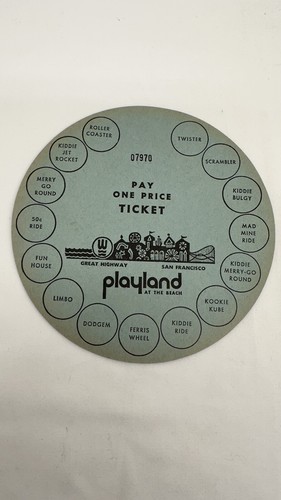 ROLLER
COASTER
TWISTER
SCRAMBLER
KIDDIE
BULGY
MAD
MINE
RIDE
KIDDIE
MERRY-GO
ROUND
KOOKIE
KUBE
KIDDIE
RIDE
FERRIS
WHEEL
DODGEM
LIMBO
FUN
HOUSE
50¢
RIDE
MERRY
GO
ROUND
KIDDIE
JET
ROCKET
07970
PAY
ONE PRICE
TICKET
W
GREAT HIGHWAY
SAN FRANCISCO
playland
AT THE BEACH